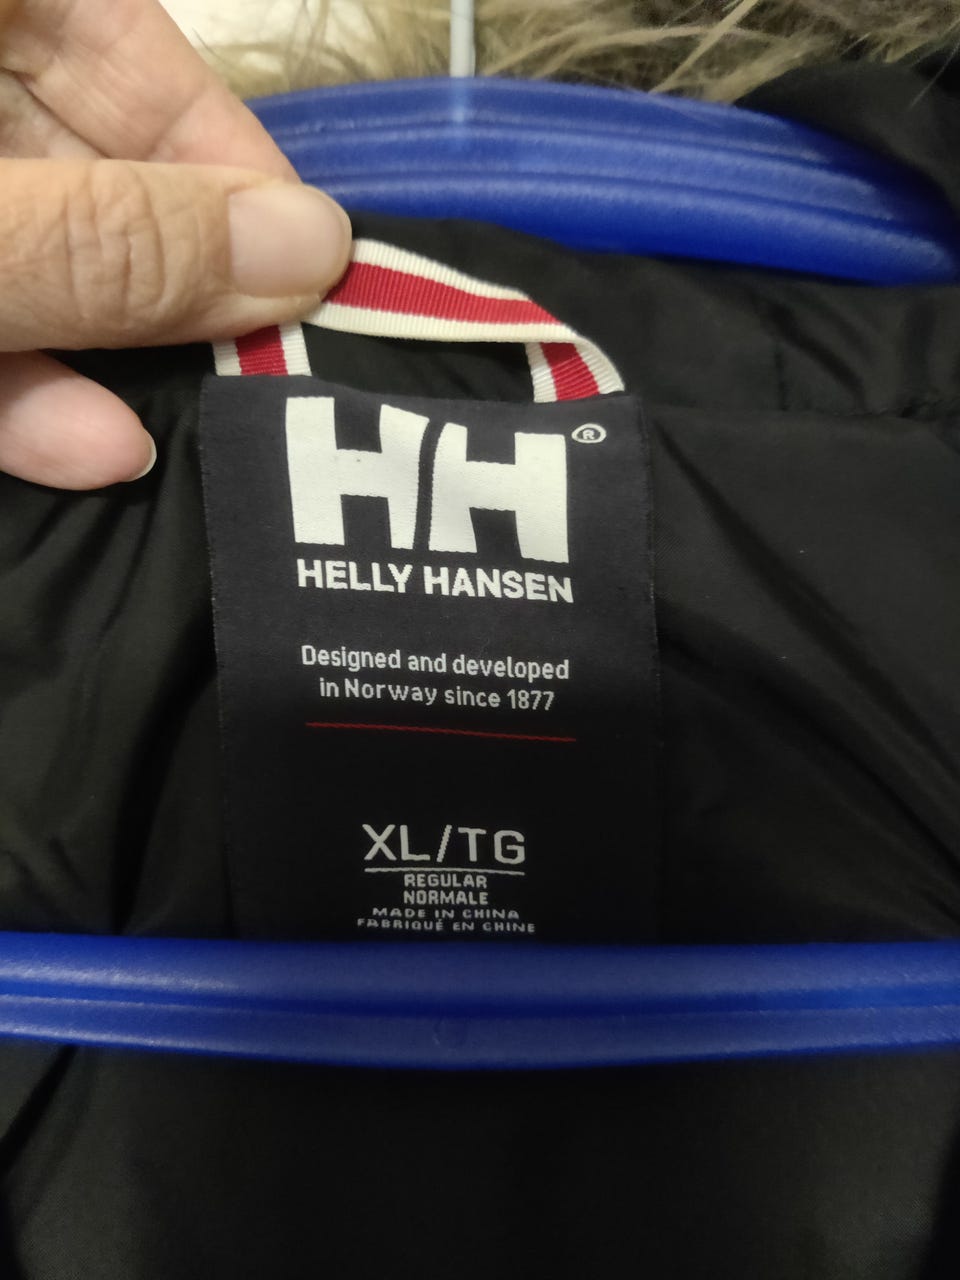 HH®
HELLY HANSEN
Designed and developed
in Norway since 1877
XL/TG
REGULAR
NORMALE
MADE IN CHINA
FABRIQUÉ EN CHINE